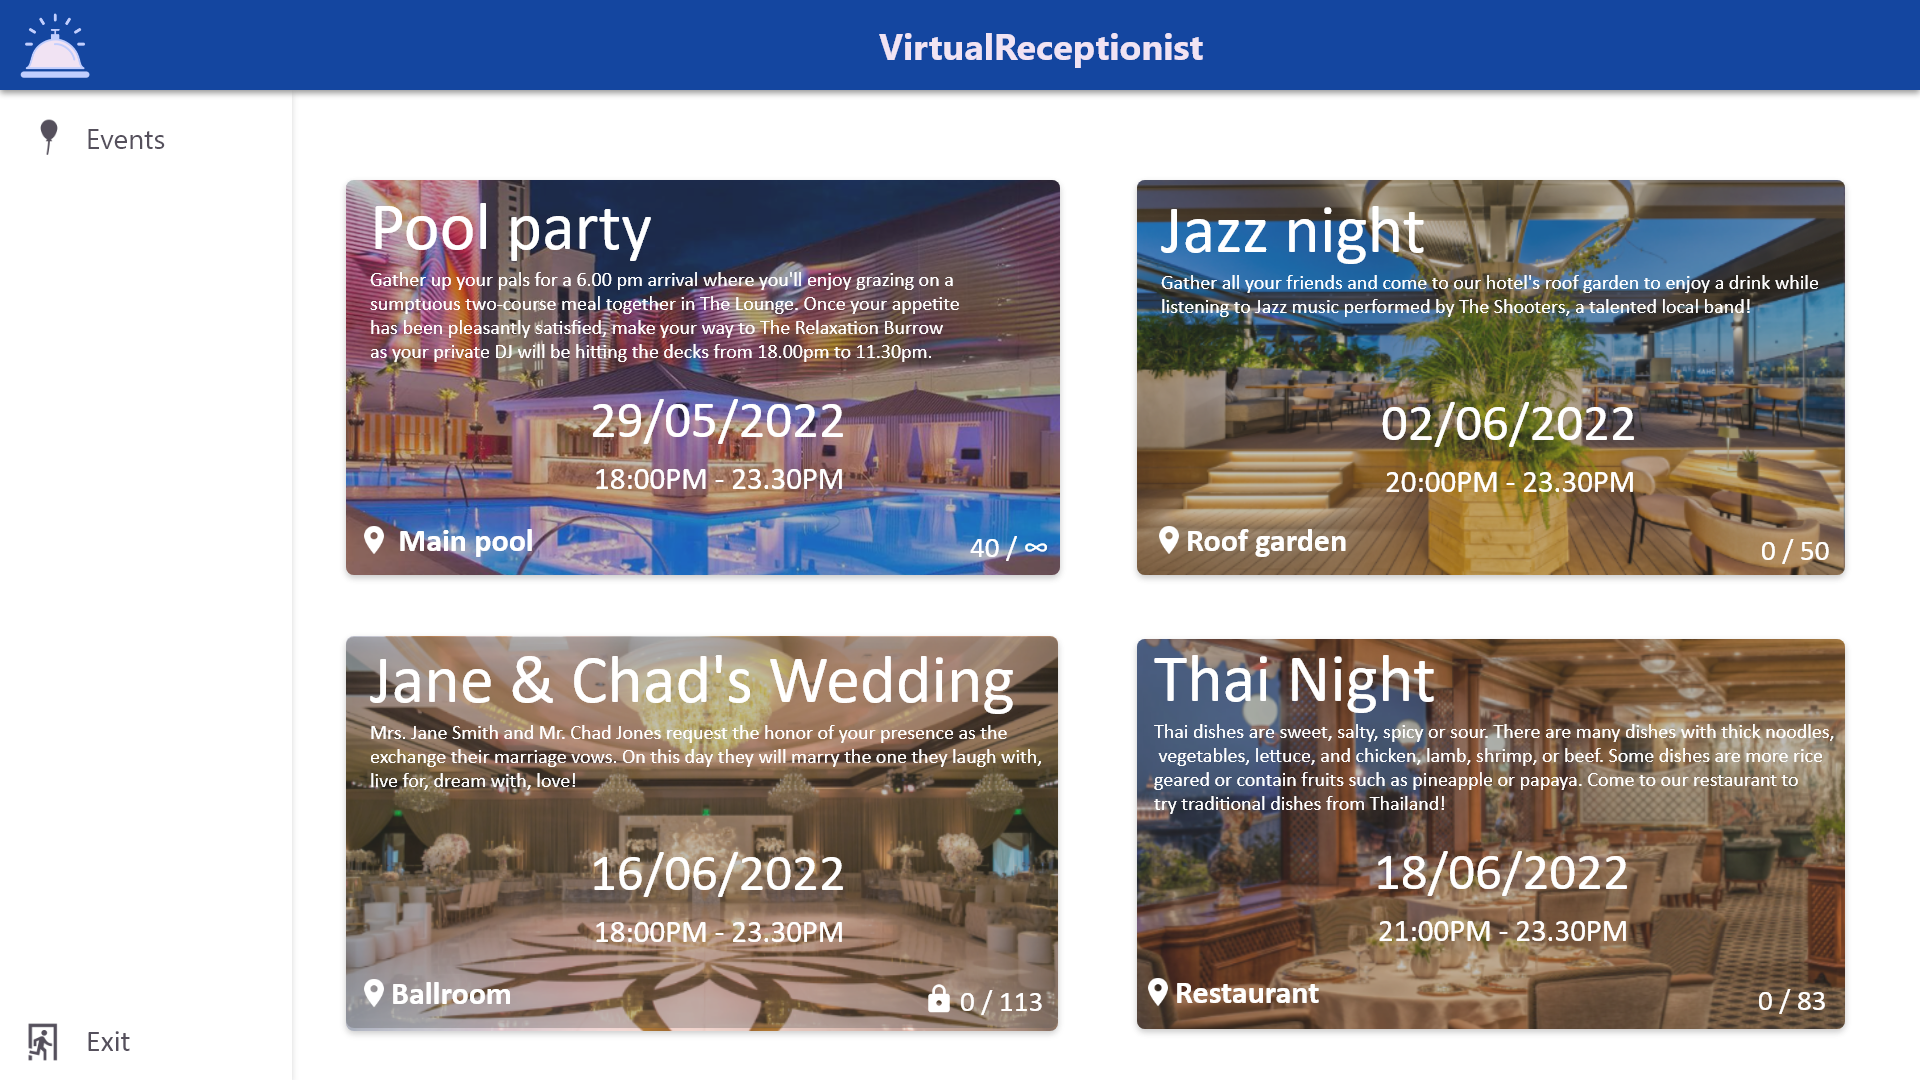 VirtualReceptionist
Events
Pool party
Gather up your pals for a 6.00 pm arrival where you'll enjoy grazing on a
sumptuous two-course meal together in The Lounge. Once your appetite
has been pleasantly satisfied, make your way to The Relaxation Burrow
as your private DJ will be hitting the decks from 18.00pm to 11.30pm.
29/05/2022
18:00PM - 23.30PM
Main pool
40 / ∞
Jazz night
Gather all your friends and come to our hotel's roof garden to enjoy a drink while
listening to Jazz music performed by The Shooters, a talented local band!
02/06/2022
20:00PM - 23.30PM
Roof garden
0 / 50
Jane & Chad's Wedding
Mrs. Jane Smith and Mr. Chad Jones request the honor of your presence as the
exchange their marriage vows. On this day they will marry the one they laugh with,
live for, dream with, love!
16/06/2022
18:00PM - 23.30PM
Ballroom
0 / 113
Thai Night
Thai dishes are sweet, salty, spicy or sour. There are many dishes with thick noodles,
vegetables, lettuce, and chicken, lamb, shrimp, or beef. Some dishes are more rice
geared or contain fruits such as pineapple or papaya. Come to our restaurant to
try traditional dishes from Thailand!
18/06/2022
21:00PM - 23.30PM
Restaurant
0 / 83
Exit